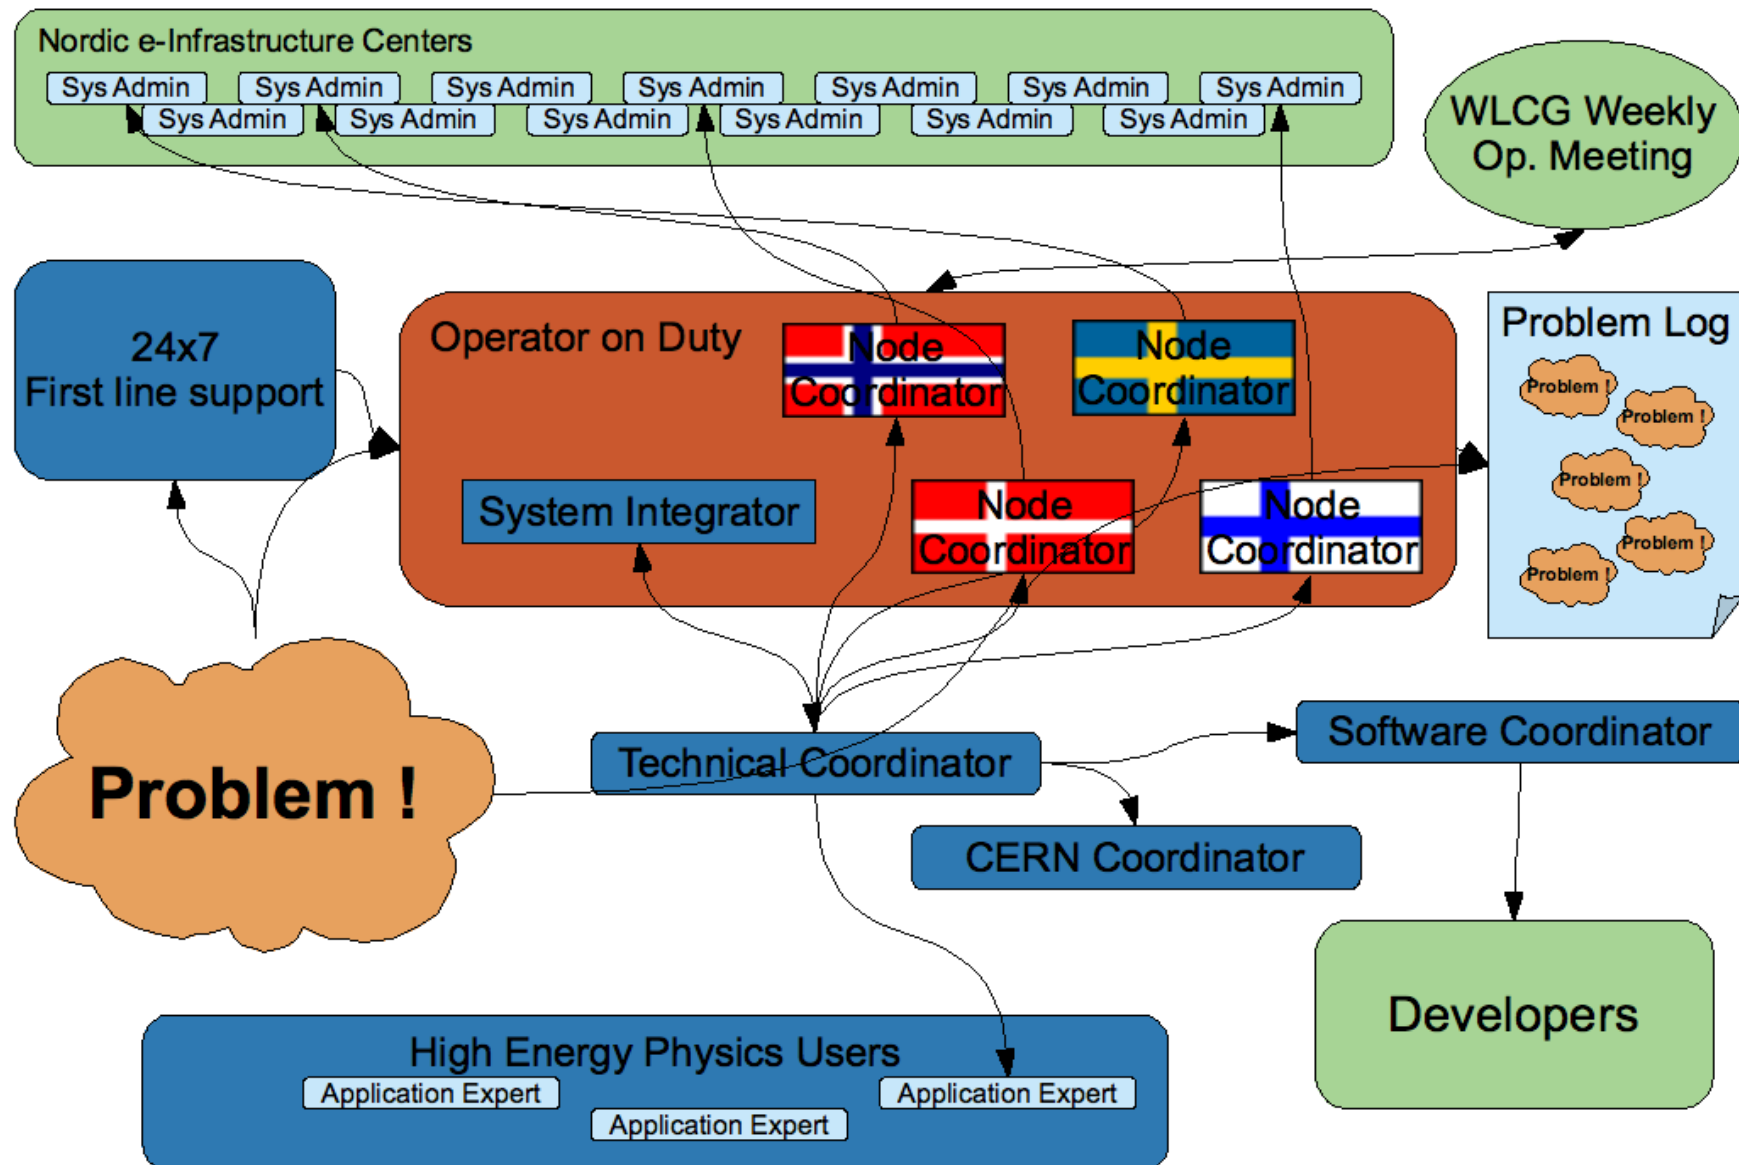 Nordic e-Infrastructure Centers
Sys Admin Sys Admin Sys Admin Sys Admin Sys Admin Sys Admin Sys Admin
Sys Admin Sys Admin Sys Admin Sys Admin Sys Admin Sys Admin
WLCG Weekly
Op. Meeting
24x7
First line support
Operator on Duty
Node
Coordinator
Node
Coordinator
System Integrator
Node
Coordinator
Node
Coordinator
Problem Log
Problem !
Problem !
Problem !
Problem !
Problem !
Problem !
Technical Coordinator
Software Coordinator
CERN Coordinator
Developers
High Energy Physics Users
Application Expert
Application Expert
Application Expert